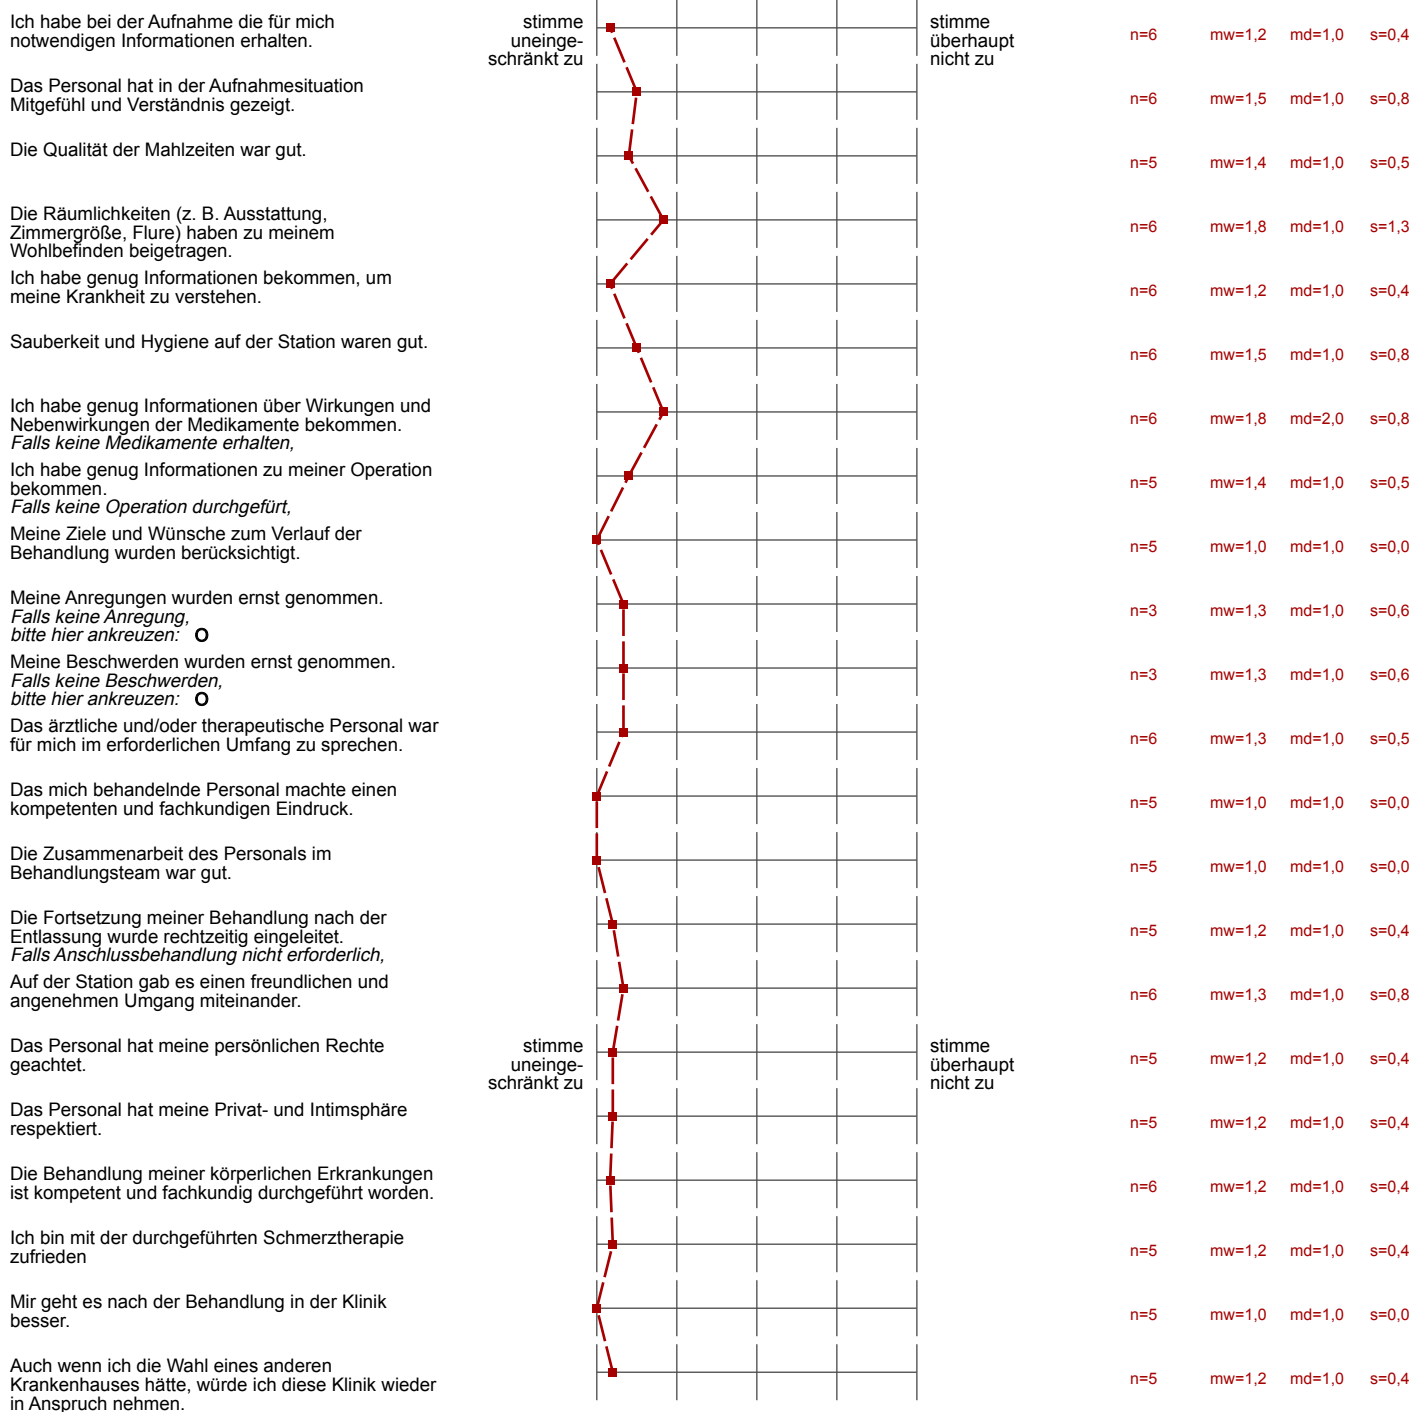 Ich habe bei der Aufnahme die für mich
notwendigen Informationen erhalten.
stimme
uneinge-
schränkt zu
stimme
überhaupt
nicht zu
n=6 mw=1,2 md=1,0 s=0,4
Das Personal hat in der Aufnahmesituation
Mitgefühl und Verständnis gezeigt.
n=6 mw=1,5 md=1,0 s=0,8
Die Qualität der Mahlzeiten war gut.
n=5 mw=1,4 md=1,0 s=0,5
Die Räumlichkeiten (z. B. Ausstattung,
Zimmergröße, Flure) haben zu meinem
Wohlbefinden beigetragen.
n=6 mw=1,8 md=1,0 s=1,3
Ich habe genug Informationen bekommen, um
meine Krankheit zu verstehen.
n=6 mw=1,2 md=1,0 s=0,4
Sauberkeit und Hygiene auf der Station waren gut.
n=6 mw=1,5 md=1,0 s=0,8
Ich habe genug Informationen über Wirkungen und
Nebenwirkungen der Medikamente bekommen.
Falls keine Medikamente erhalten,
n=6 mw=1,8 md=2,0 s=0,8
Ich habe genug Informationen zu meiner Operation
bekommen.
Falls keine Operation durchgefürt,
n=5 mw=1,4 md=1,0 s=0,5
Meine Ziele und Wünsche zum Verlauf der
Behandlung wurden berücksichtigt.
n=5 mw=1,0 md=1,0 s=0,0
Meine Anregungen wurden ernst genommen.
Falls keine Anregung,
bitte hier ankreuzen: O
n=3 mw=1,3 md=1,0 s=0,6
Meine Beschwerden wurden ernst genommen.
Falls keine Beschwerden,
bitte hier ankreuzen: O
n=3 mw=1,3 md=1,0 s=0,6
Das ärztliche und/oder therapeutische Personal war
für mich im erforderlichen Umfang zu sprechen.
n=6 mw=1,3 md=1,0 s=0,5
Das mich behandelnde Personal machte einen
kompetenten und fachkundigen Eindruck.
n=5 mw=1,0 md=1,0 s=0,0
Die Zusammenarbeit des Personals im
Behandlungsteam war gut.
n=5 mw=1,0 md=1,0 s=0,0
Die Fortsetzung meiner Behandlung nach der
Entlassung wurde rechtzeitig eingeleitet.
Falls Anschlussbehandlung nicht erforderlich,
n=5 mw=1,2 md=1,0 s=0,4
Auf der Station gab es einen freundlichen und
angenehmen Umgang miteinander.
n=6 mw=1,3 md=1,0 s=0,8
Das Personal hat meine persönlichen Rechte
geachtet.
stimme
uneinge-
schränkt zu
stimme
überhaupt
nicht zu
n=5 mw=1,2 md=1,0 s=0,4
Das Personal hat meine Privat- und Intimsphäre
respektiert.
n=5 mw=1,2 md=1,0 s=0,4
Die Behandlung meiner körperlichen Erkrankungen
ist kompetent und fachkundig durchgeführt worden.
n=6 mw=1,2 md=1,0 s=0,4
Ich bin mit der durchgeführten Schmerztherapie
zufrieden
n=5 mw=1,2 md=1,0 s=0,4
Mir geht es nach der Behandlung in der Klinik
besser.
n=5 mw=1,0 md=1,0 s=0,0
Auch wenn ich die Wahl eines anderen
Krankenhauses hätte, würde ich diese Klinik wieder
in Anspruch nehmen.
n=5 mw=1,2 md=1,0 s=0,4